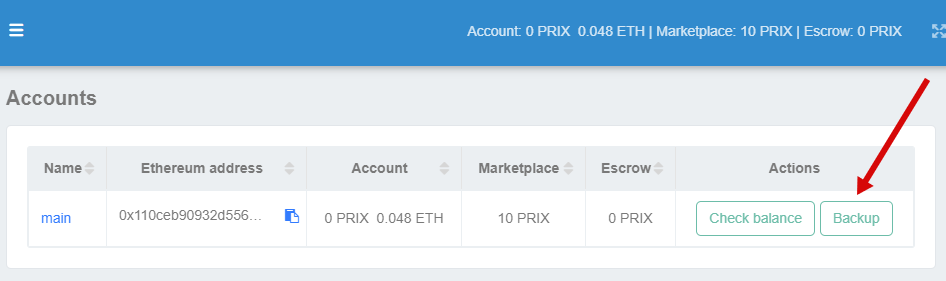 Account: 0 PRIX  0.048 ETH | Marketplace: 10 PRIX | Escrow: 0 PRIX
Accounts
Name Ethereum address Account Marketplace Escrow Actions
main 0x110ceb90932d556... 0 PRIX  0.048 ETH 10 PRIX 0 PRIX Check balance Backup